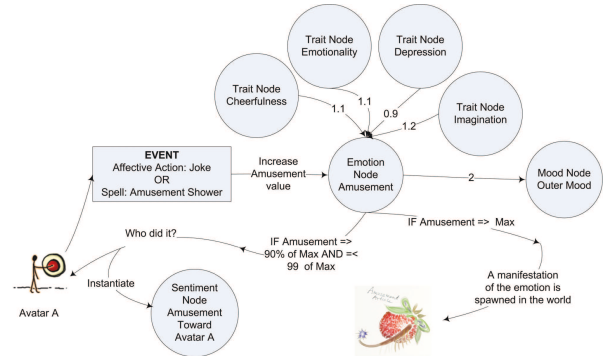 Trait Node
Emotionality
Trait Node
Depression
Trait Node
Cheerfulness
Trait Node
Imagination
1.1
1.1
0.9
1.2
EVENT
Affective Action: Joke
OR
Spell: Amusement Shower
Increase
Amusement
value
Emotion
Node
Amusement
2
Mood Node
Outer Mood
Who did it?
IF Amusement =>
90% of Max AND =<
99 of Max
IF Amusement => Max
Instantiate
Avatar A
Sentiment
Node
Amusement
Toward
Avatar A
A manifestation
of the emotion is
spawned in the world
Amusement